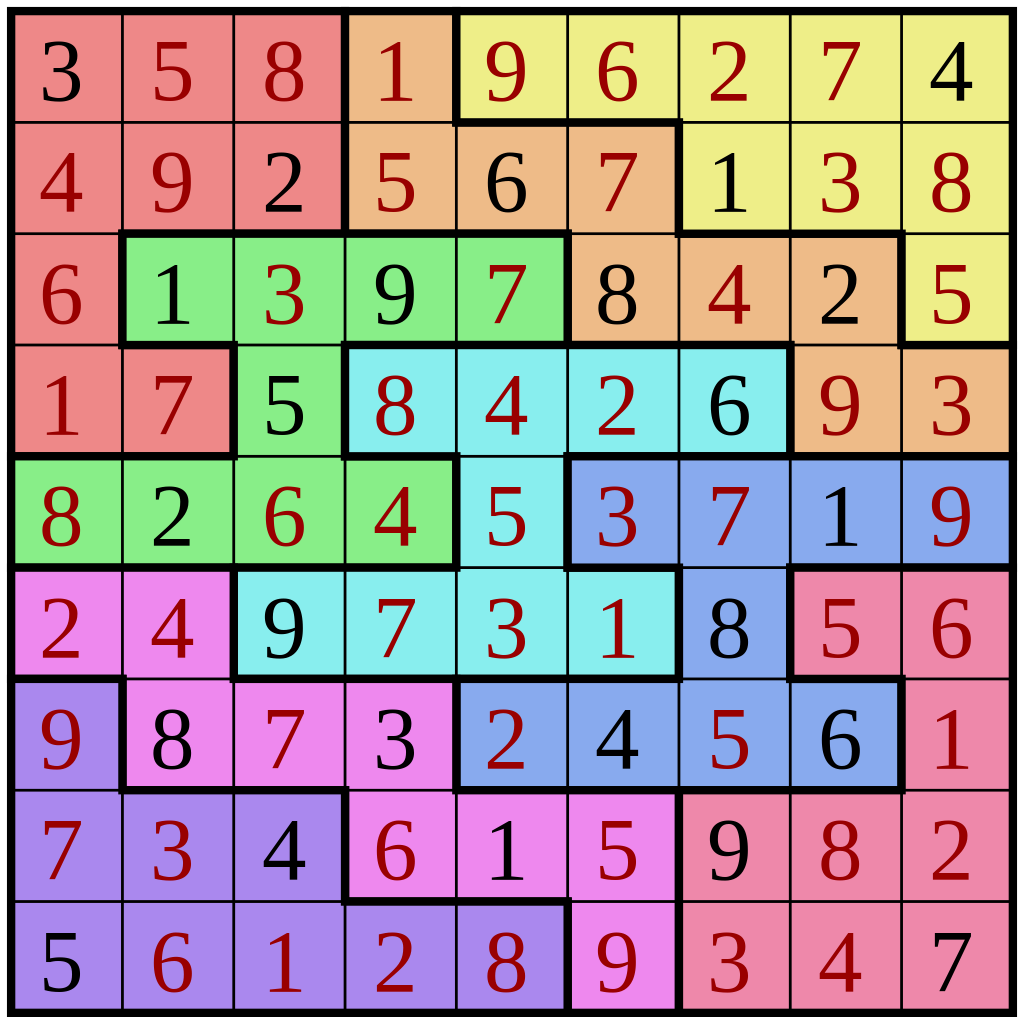 3 5 8 1 9 6 2 7 4
4 9 2 5 6 7 1 3 8
6 1 3 9 7 8 4 2 5
1 7 5 8 4 2 6 9 3
8 2 6 4 5 3 7 1 9
2 4 9 7 3 1 8 5 6
9 8 7 3 2 4 5 6 1
7 3 4 6 1 5 9 8 2
5 6 1 2 8 9 3 4 7